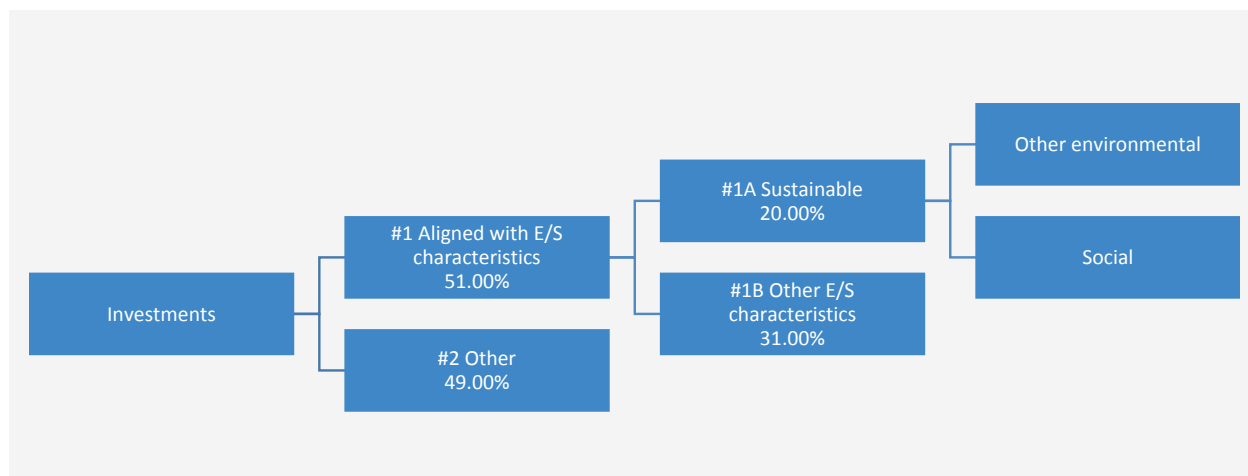 Investments
#1 Aligned with E/S
characteristics
51.00%
#2 Other
49.00%
#1A Sustainable
20.00%
#1B Other E/S
characteristics
31.00%
Other environmental
Social